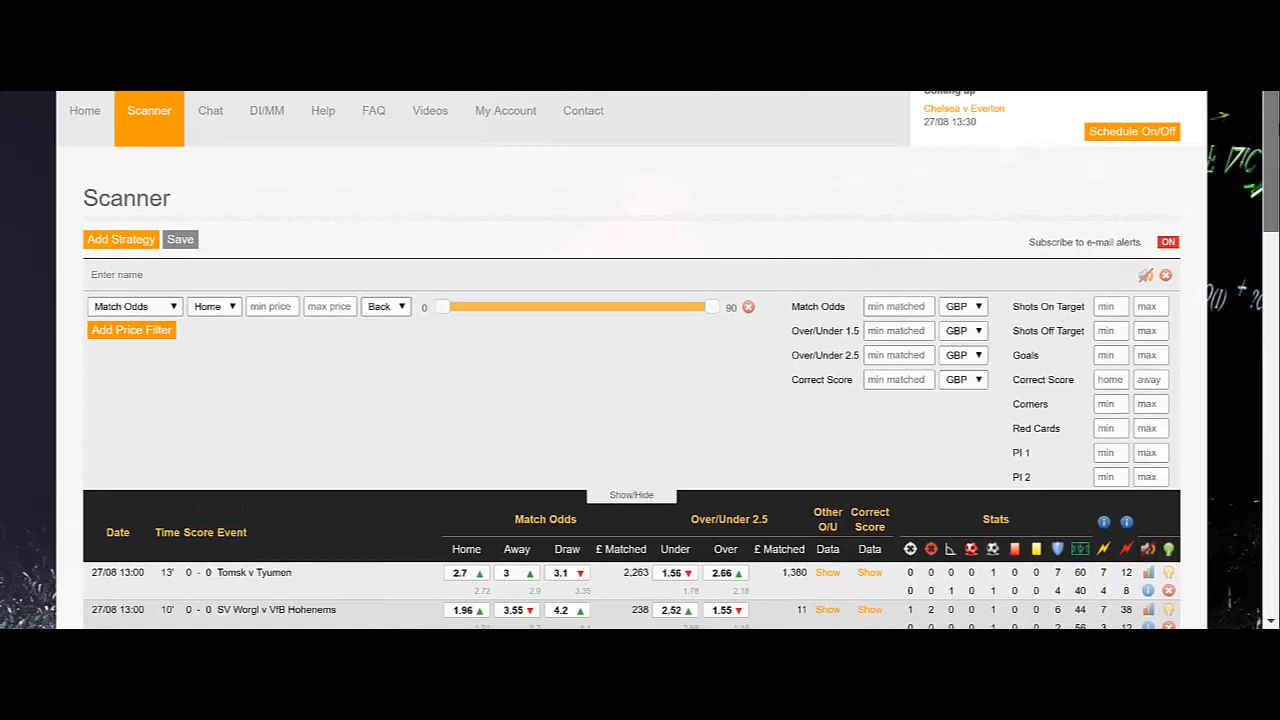 Coming up
Home Scanner Chat DI/MM Help FAQ Videos My Account Contact
Chelsea v Everton
27/08 13:30
Schedule On/Off
Scanner
Add Strategy Save
Subscribe to e-mail alerts ON
Enter name
Match Odds Home min price max price Back 0 90 Match Odds min matched GBP Shots On Target min max
Add Price Filter Over/Under 1.5 min matched GBP Shots Off Target min max
Over/Under 2.5 min matched GBP Goals min max
Correct Score min matched GBP Correct Score home away
Corners min max
Red Cards min max
PI 1 min max
PI 2 min max
Show/Hide
Date Time Score Event Match Odds Over/Under 2.5 Other O/U Correct Score Stats
Home Away Draw £ Matched Under Over £ Matched Data Data
27/08 13:00 13' 0 - 0 Tomsk v Tyumen 2.7 3 3.1 2,263 1.56 2.66 1,380 Show Show 0 0 0 0 1 0 0 7 60 7 12
2.72 2.9 3.35 1.78 2.18 0 0 1 0 1 0 0 4 40 4 8
27/08 13:00 10' 0 - 0 SV Worgl v VfB Hohenems 1.96 3.55 4.2 238 2.52 1.55 11 Show Show 1 2 0 0 0 0 0 6 44 7 38